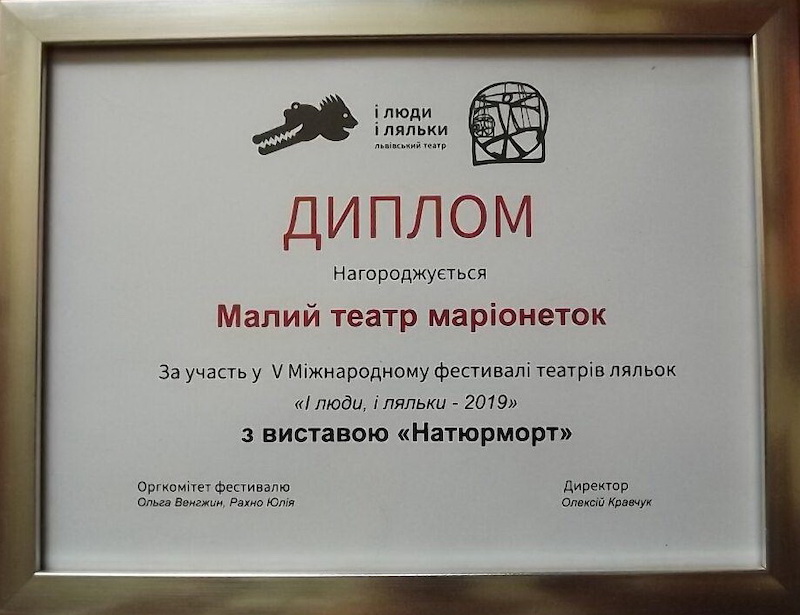 і люди
і ляльки
львівський театр
ДИПЛОМ
Нагороджується
Малий театр маріонеток
За участь у V Міжнародному фестивалі театрів ляльок
«І люди, і ляльки - 2019»
з виставою «Натюрморт»
Оргкомітет фестивалю
Ольга Венгжин, Рахно Юлія
Директор
Олексій Кравчук